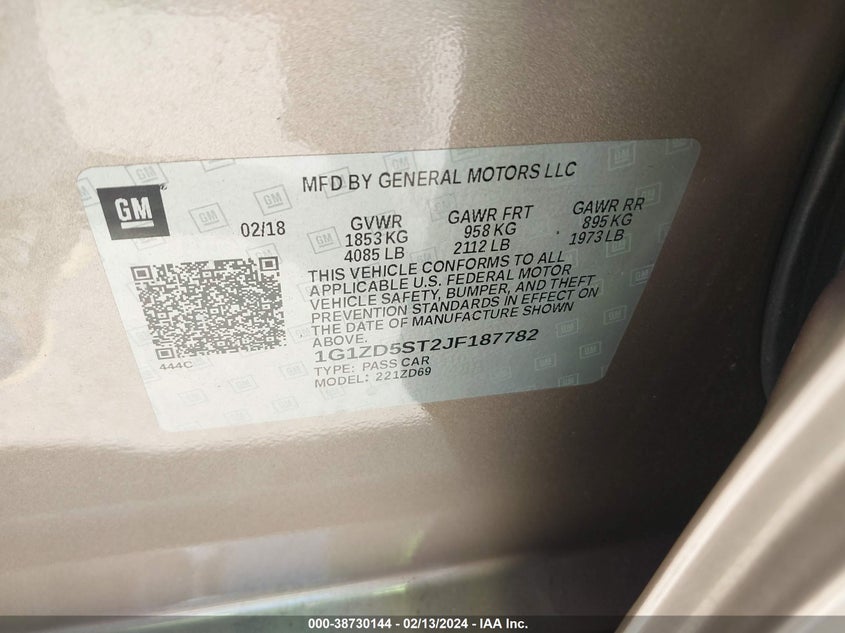 GM
MFD BY GENERAL MOTORS LLC
02/18
GVWR
1853 KG
4085 LB
GAWR FRT
958 KG
2112 LB
GAWR RR
895 KG
1973 LB
THIS VEHICLE CONFORMS TO ALL
APPLICABLE U.S. FEDERAL MOTOR
VEHICLE SAFETY, BUMPER, AND THEFT
PREVENTION STANDARDS IN EFFECT ON
THE DATE OF MANUFACTURE SHOWN
ABOVE.
1G1ZD5ST2JF187782
TYPE: PASS CAR
MODEL: 221ZD69
444C
000-38730144 - 02/13/2024 - IAA Inc.